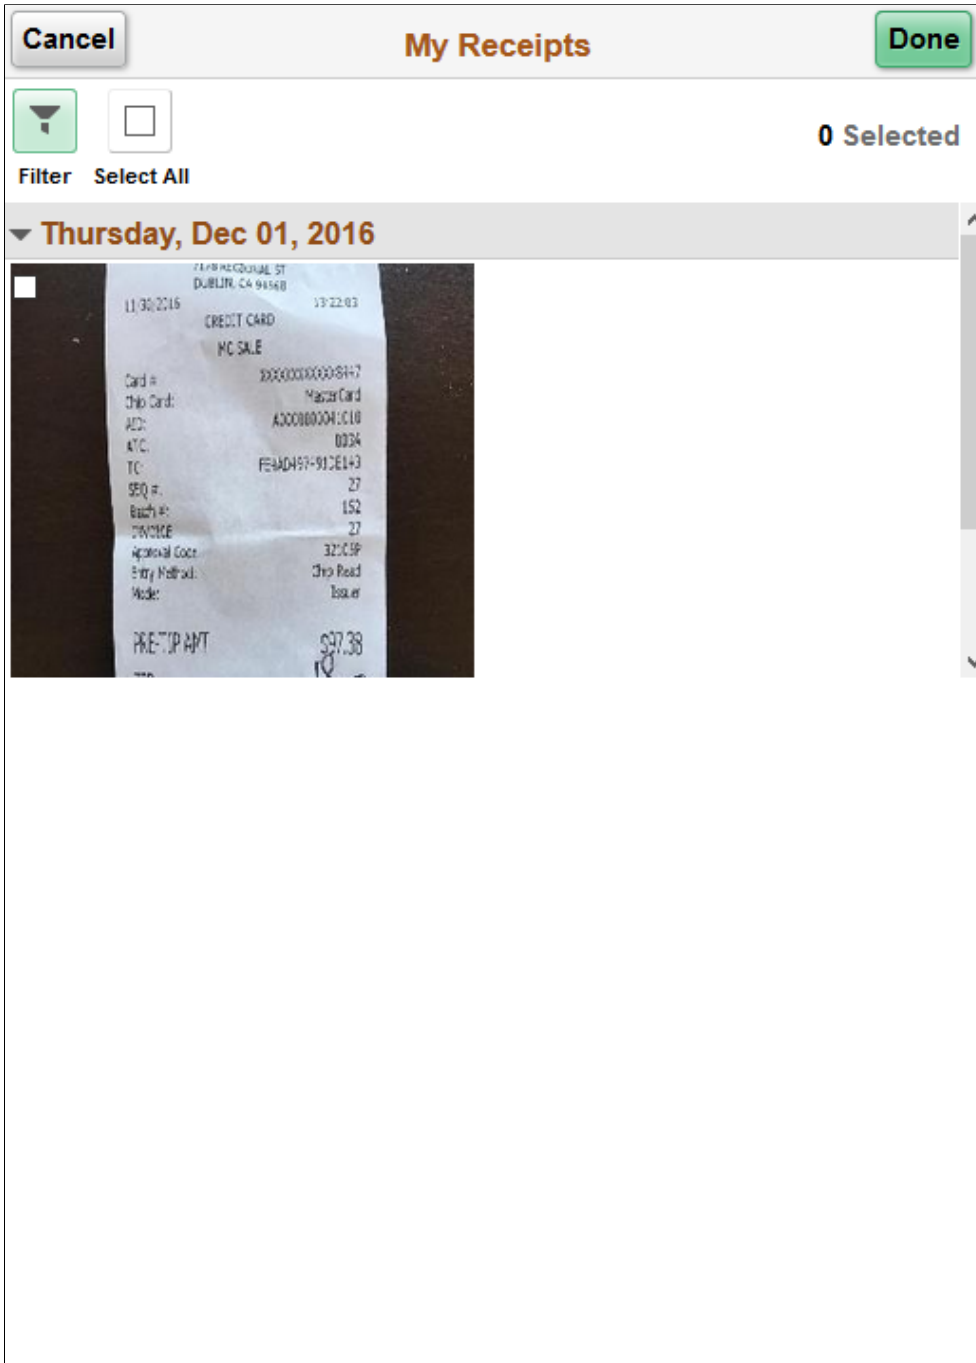 Cancel My Receipts Done
0 Selected
Filter Select All
Thursday, Dec 01, 2016
DUBLIN, CA 94568
11/30/2016 13:22:03
CREDIT CARD
MC SALE
Card #:
Chip Card: MasterCard
AID:
ATC:
TC:
SEQ #: 27
Batch #: 152
INVOICE 27
Approval Code:
Entry Method: Chip Read
Mode: Issuer
PRE-TIP AMT $97.38